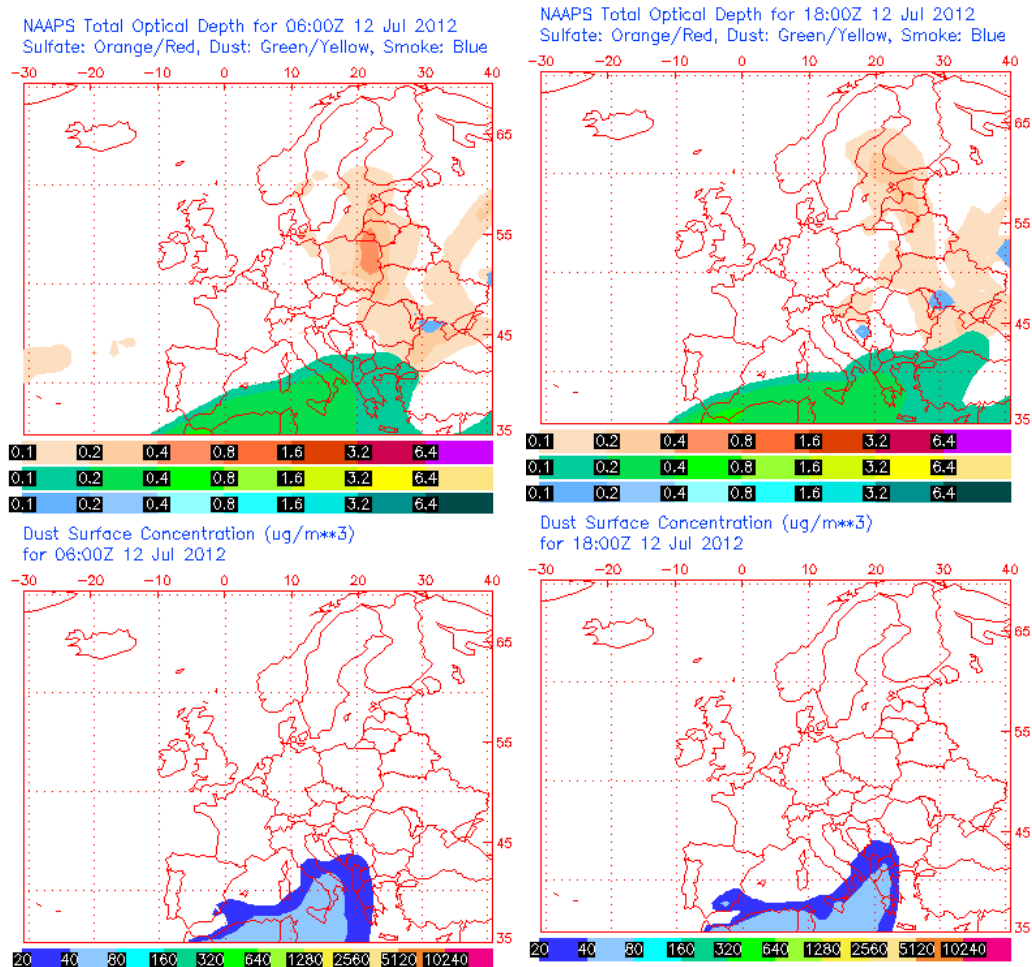 NAAPS Total Optical Depth for 06:00Z 12 Jul 2012
Sulfate: Orange/Red, Dust: Green/Yellow, Smoke: Blue
-30 -20 -10 0 10 20 30 40
65
55
45
35
0.1 0.2 0.4 0.8 1.6 3.2 6.4
0.1 0.2 0.4 0.8 1.6 3.2 6.4
0.1 0.2 0.4 0.8 1.6 3.2 6.4
NAAPS Total Optical Depth for 18:00Z 12 Jul 2012
Sulfate: Orange/Red, Dust: Green/Yellow, Smoke: Blue
-30 -20 -10 0 10 20 30 40
65
55
45
35
0.1 0.2 0.4 0.8 1.6 3.2 6.4
0.1 0.2 0.4 0.8 1.6 3.2 6.4
0.1 0.2 0.4 0.8 1.6 3.2 6.4
Dust Surface Concentration (ug/m**3)
for 06:00Z 12 Jul 2012
-30 -20 -10 0 10 20 30 40
65
55
45
35
20 40 80 160 320 640 1280 2560 5120 10240
Dust Surface Concentration (ug/m**3)
for 18:00Z 12 Jul 2012
-30 -20 -10 0 10 20 30 40
65
55
45
35
20 40 80 160 320 640 1280 2560 5120 10240